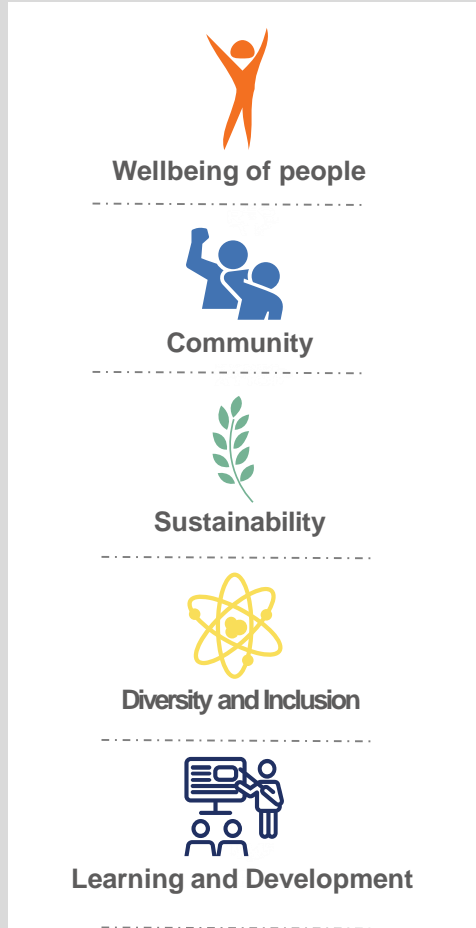 Wellbeing of people
Community
Sustainability
Diversity and Inclusion
Learning and Development